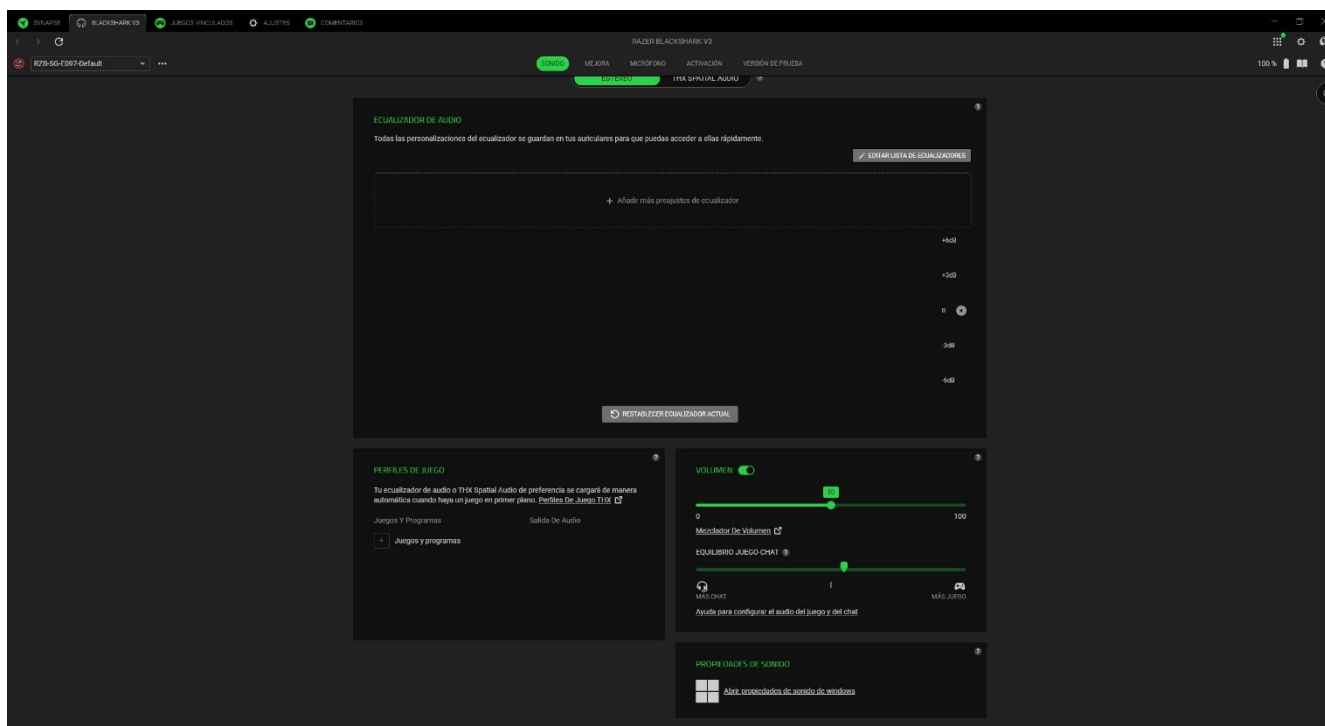 SYNAPSE BLACKSHARK V3 JUEGOS VINCULADOS AJUSTES COMENTARIOS
RAZER BLACKSHARK V3
RZB-SG-E097-Default
SONIDO MEJORA MICRÓFONO ACTIVACIÓN VERSIÓN DE PRUEBA
100 %
ESTÉREO THX SPATIAL AUDIO ?
ECUALIZADOR DE AUDIO
Todas las personalizaciones del ecualizador se guardan en tus auriculares para que puedas acceder a ellas rápidamente.
EDITAR LISTA DE ECUALIZADORES
+ Añadir más preajustes de ecualizador
+6dB
+3dB
0
-3dB
-6dB
RESTABLECER ECUALIZADOR ACTUAL
PERFILES DE JUEGO
Tu ecualizador de audio o THX Spatial Audio de preferencia se cargará de manera
automática cuando haya un juego en primer plano. Perfiles De Juego THX
Juegos Y Programas Salida De Audio
+ Juegos y programas
VOLUMEN
50
0 100
Mezclador De Volumen
EQUILIBRIO JUEGO-CHAT ?
MÁS CHAT MÁS JUEGO
Ayuda para configurar el audio del juego y del chat
PROPIEDADES DE SONIDO
Abrir propiedades de sonido de windows